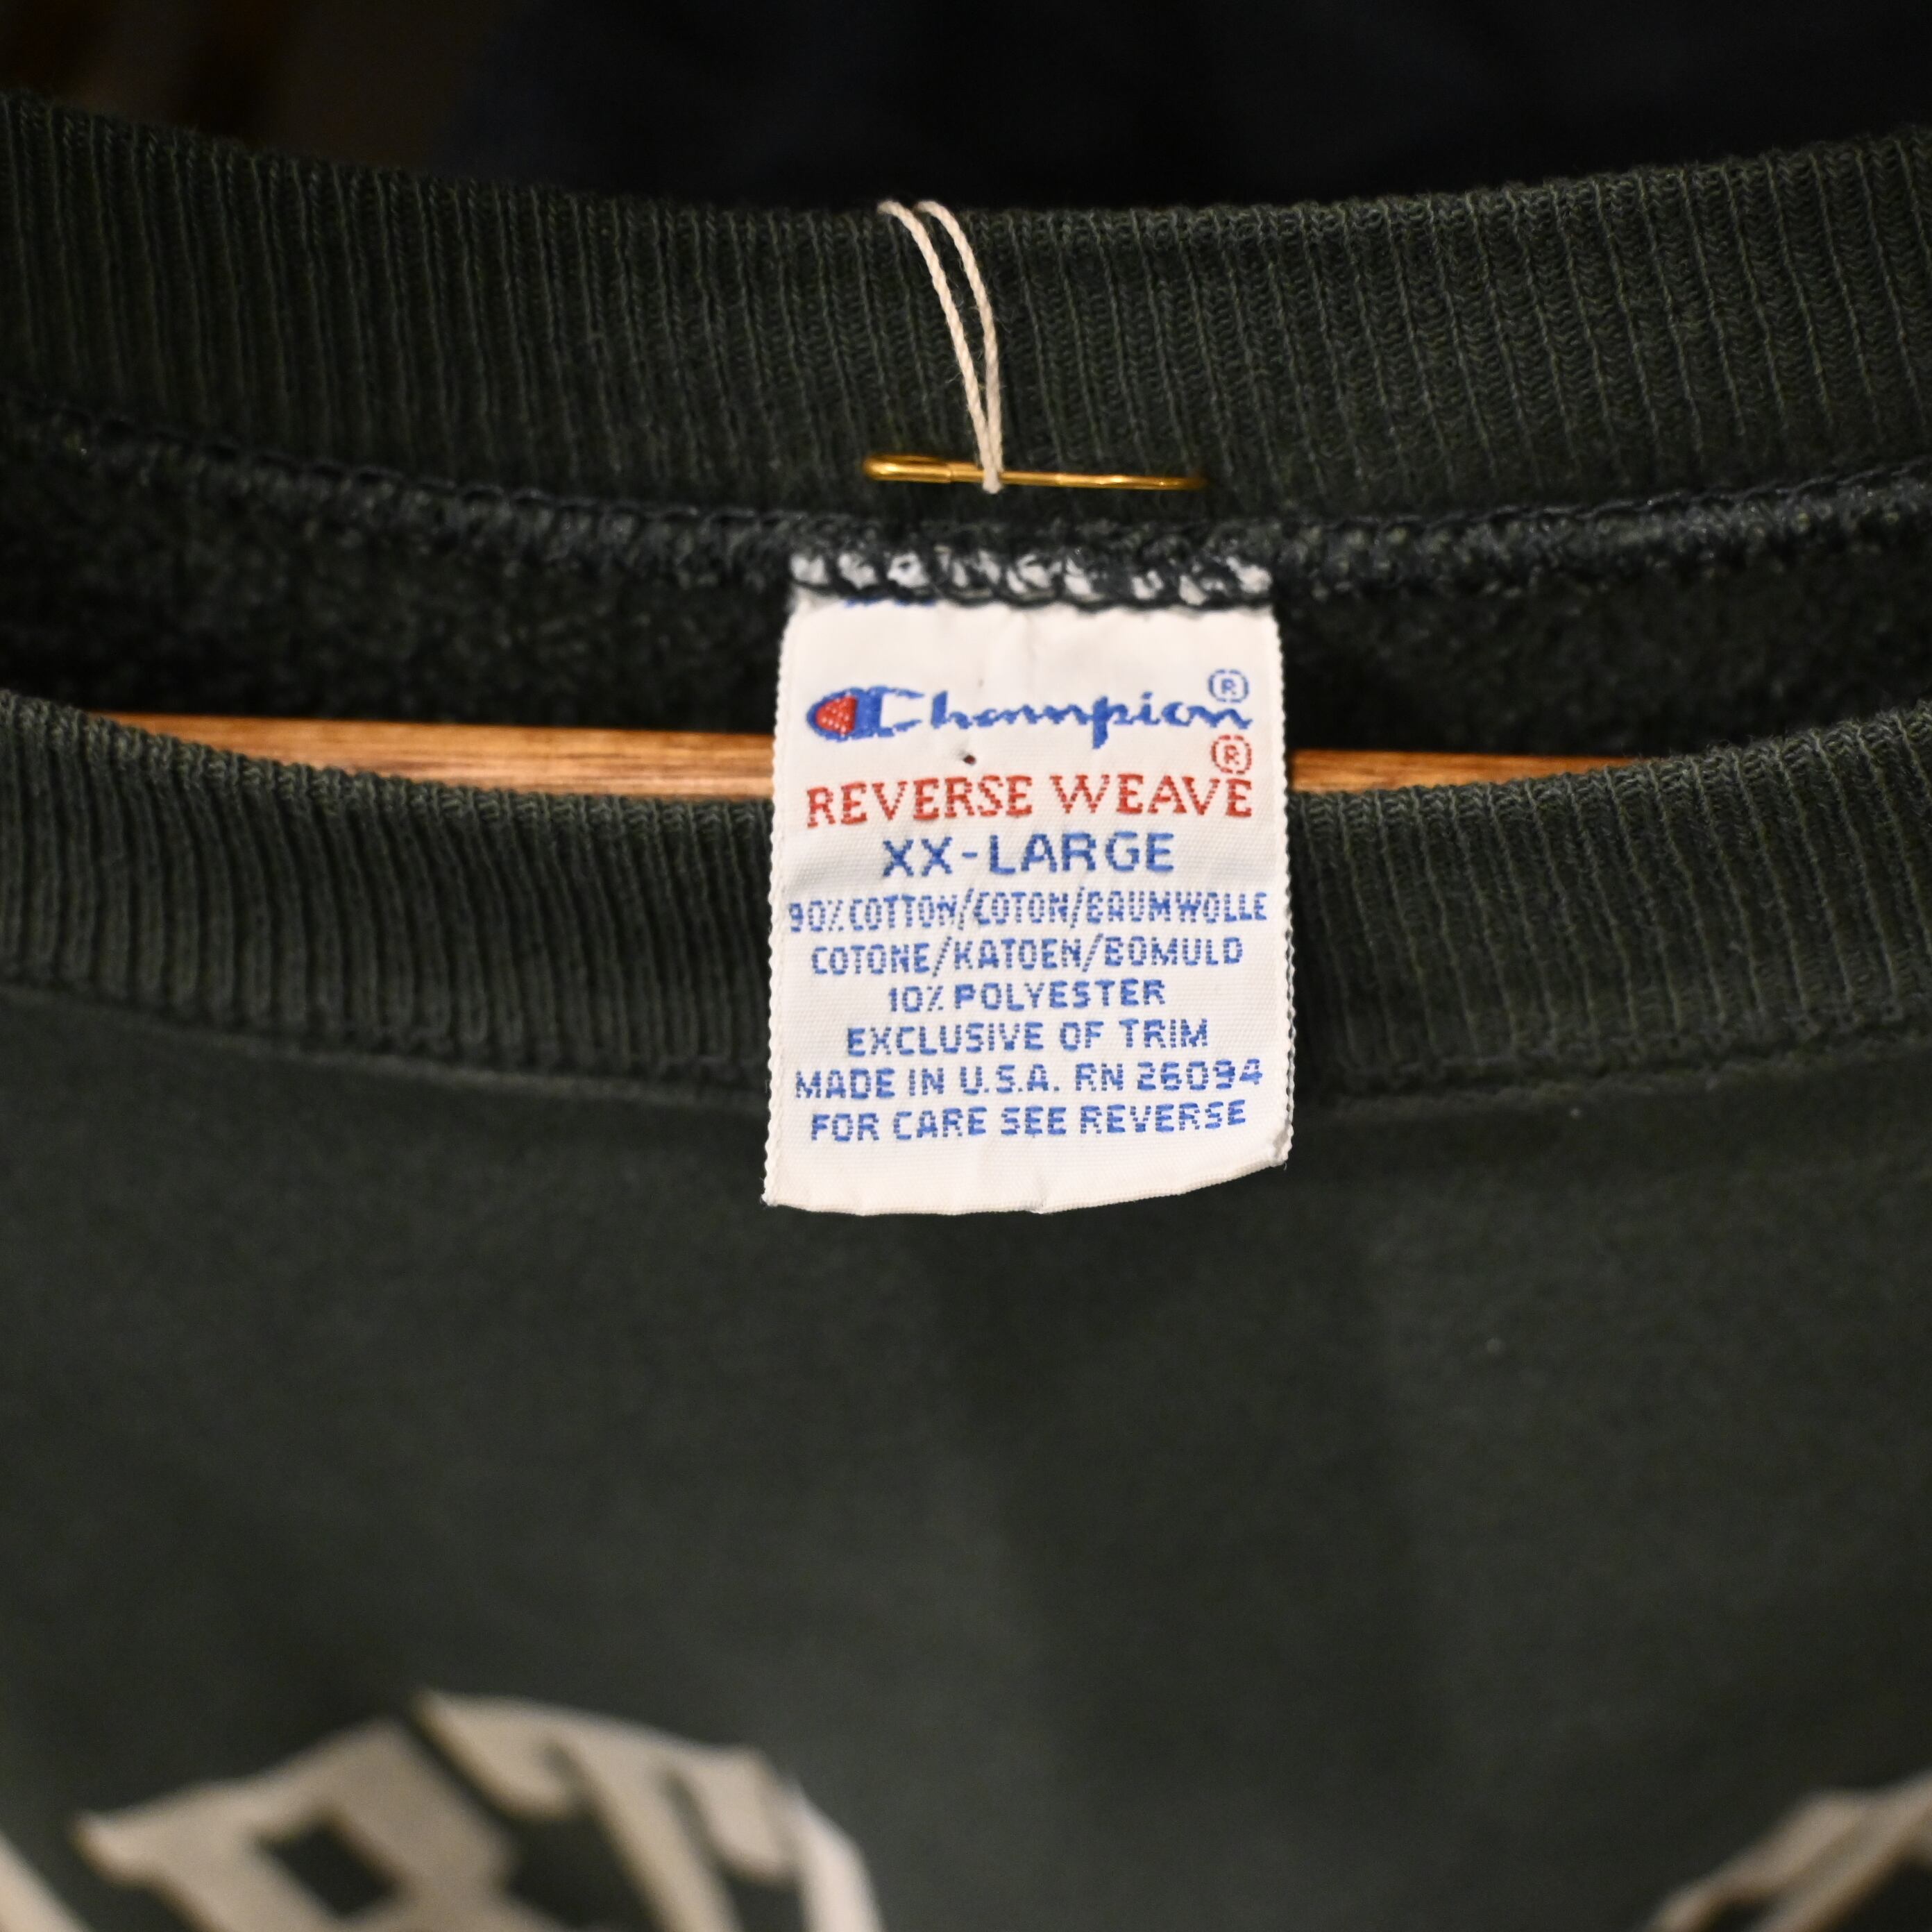 Champion®
REVERSE WEAVE®
XX-LARGE
90% COTTON/COTON/BAUMWOLLE
COTONE/KATOEN/BOMULD
10% POLYESTER
EXCLUSIVE OF TRIM
MADE IN U.S.A. RN 26094
FOR CARE SEE REVERSE